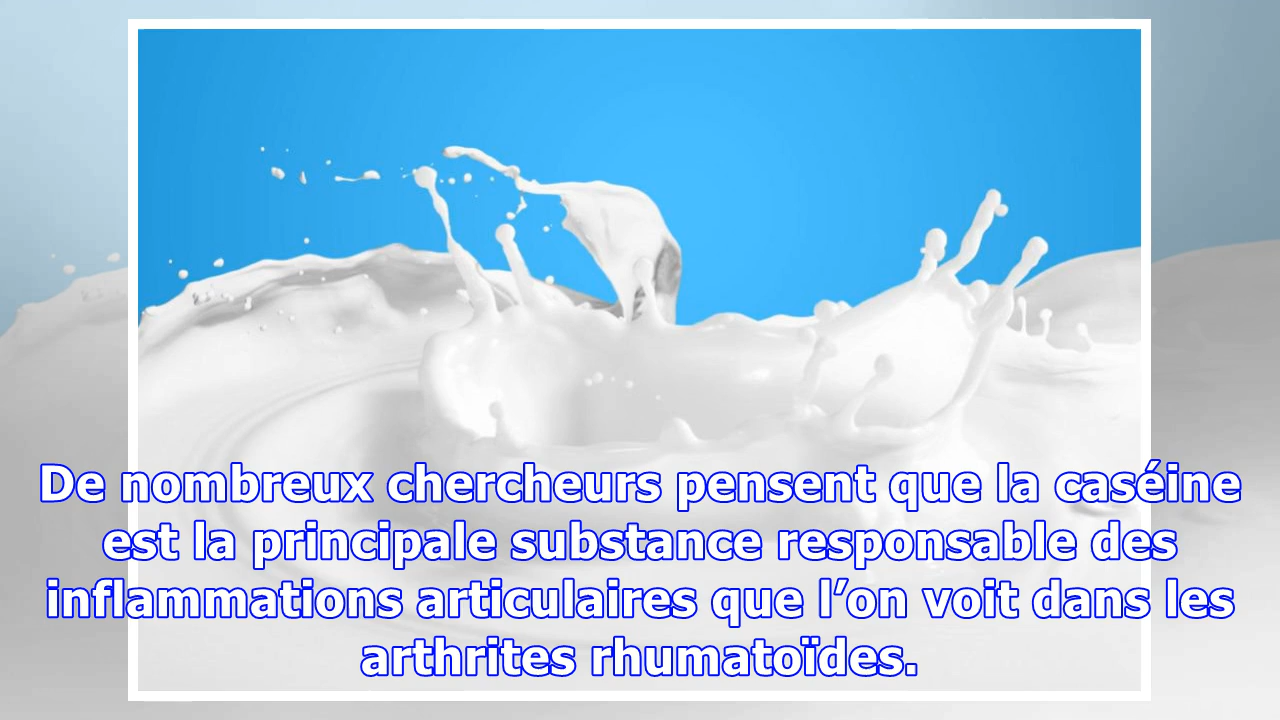 De nombreux chercheurs pensent que la caséine
est la principale substance responsable des
inflammations articulaires que l’on voit dans les
arthrites rhumatoïdes.